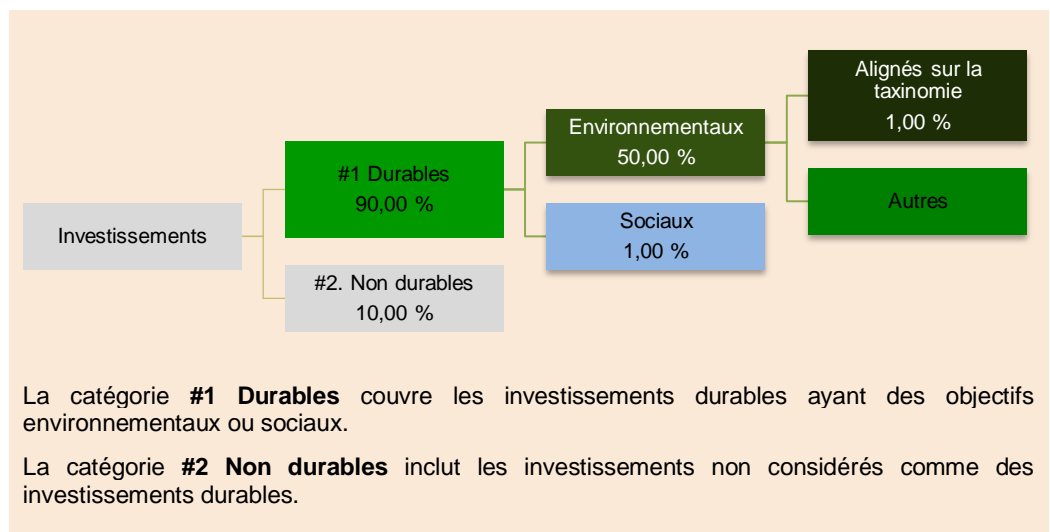 Alignés sur la
taxinomie
1,00 %
Environnementaux
50,00 %
#1 Durables
90,00 %
Autres
Investissements
Sociaux
1,00 %
#2. Non durables
10,00 %
La catégorie #1 Durables couvre les investissements durables ayant des objectifs
environnementaux ou sociaux.
La catégorie #2 Non durables inclut les investissements non considérés comme des
investissements durables.